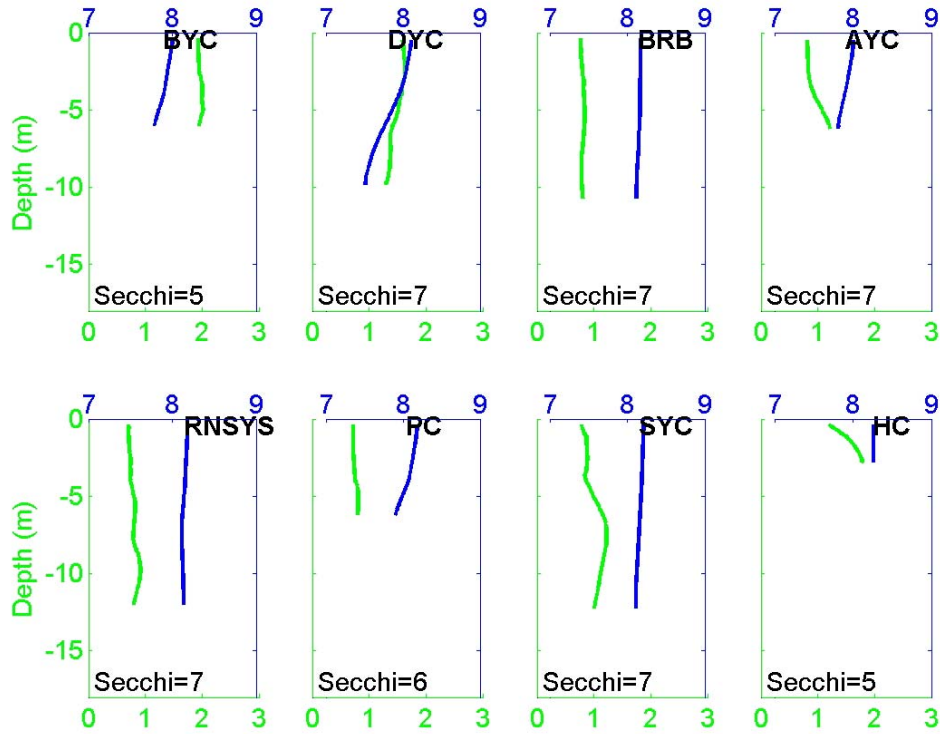 7 8 9 7 8 9 7 8 9 7 8 9
0 BYC DYC BRB AYC
-5
Depth (m)
-10
-15
Secchi=5 Secchi=7 Secchi=7 Secchi=7
0 1 2 3 0 1 2 3 0 1 2 3 0 1 2 3
7 8 9 7 8 9 7 8 9 7 8 9
0 RNSYS PC SYC HC
-5
Depth (m)
-10
-15
Secchi=7 Secchi=6 Secchi=7 Secchi=5
0 1 2 3 0 1 2 3 0 1 2 3 0 1 2 3